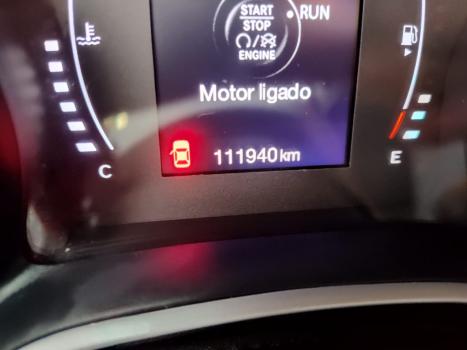 START
STOP
ENGINE
RUN
Motor ligado
111940 km
C
E